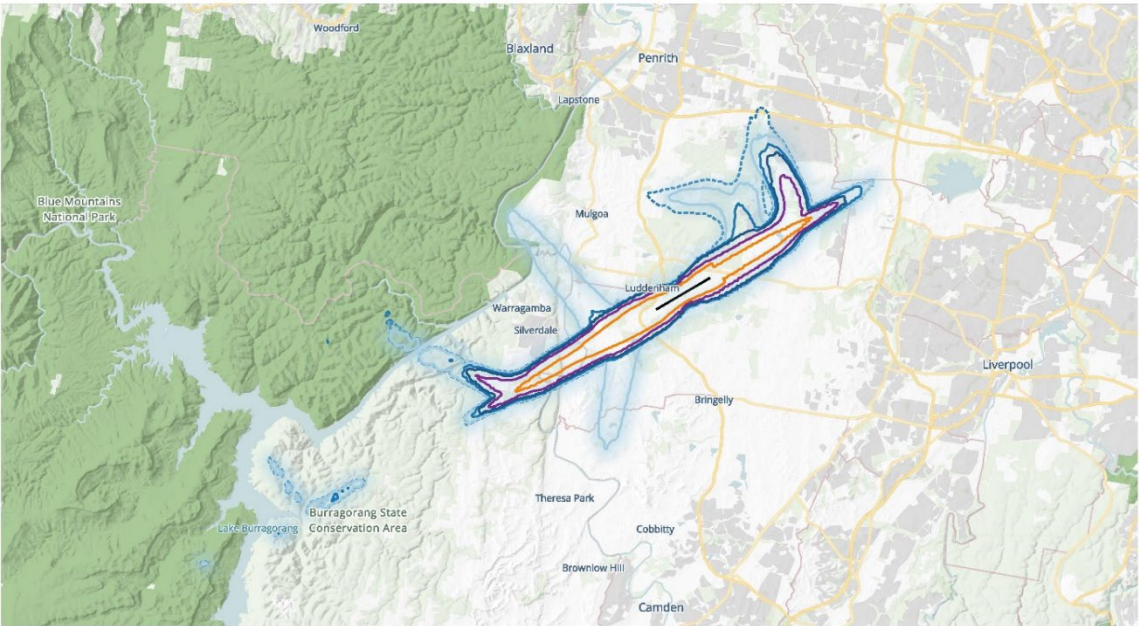 Woodford
Blaxland
Penrith
Lapstone
Blue Mountains
National Park
Mulgoa
Luddenham
Warragamba
Silverdale
Liverpool
Bringelly
Theresa Park
Burragorang State
Conservation Area
Lake Burragorang
Cobbitty
Brownlow Hill
Camden